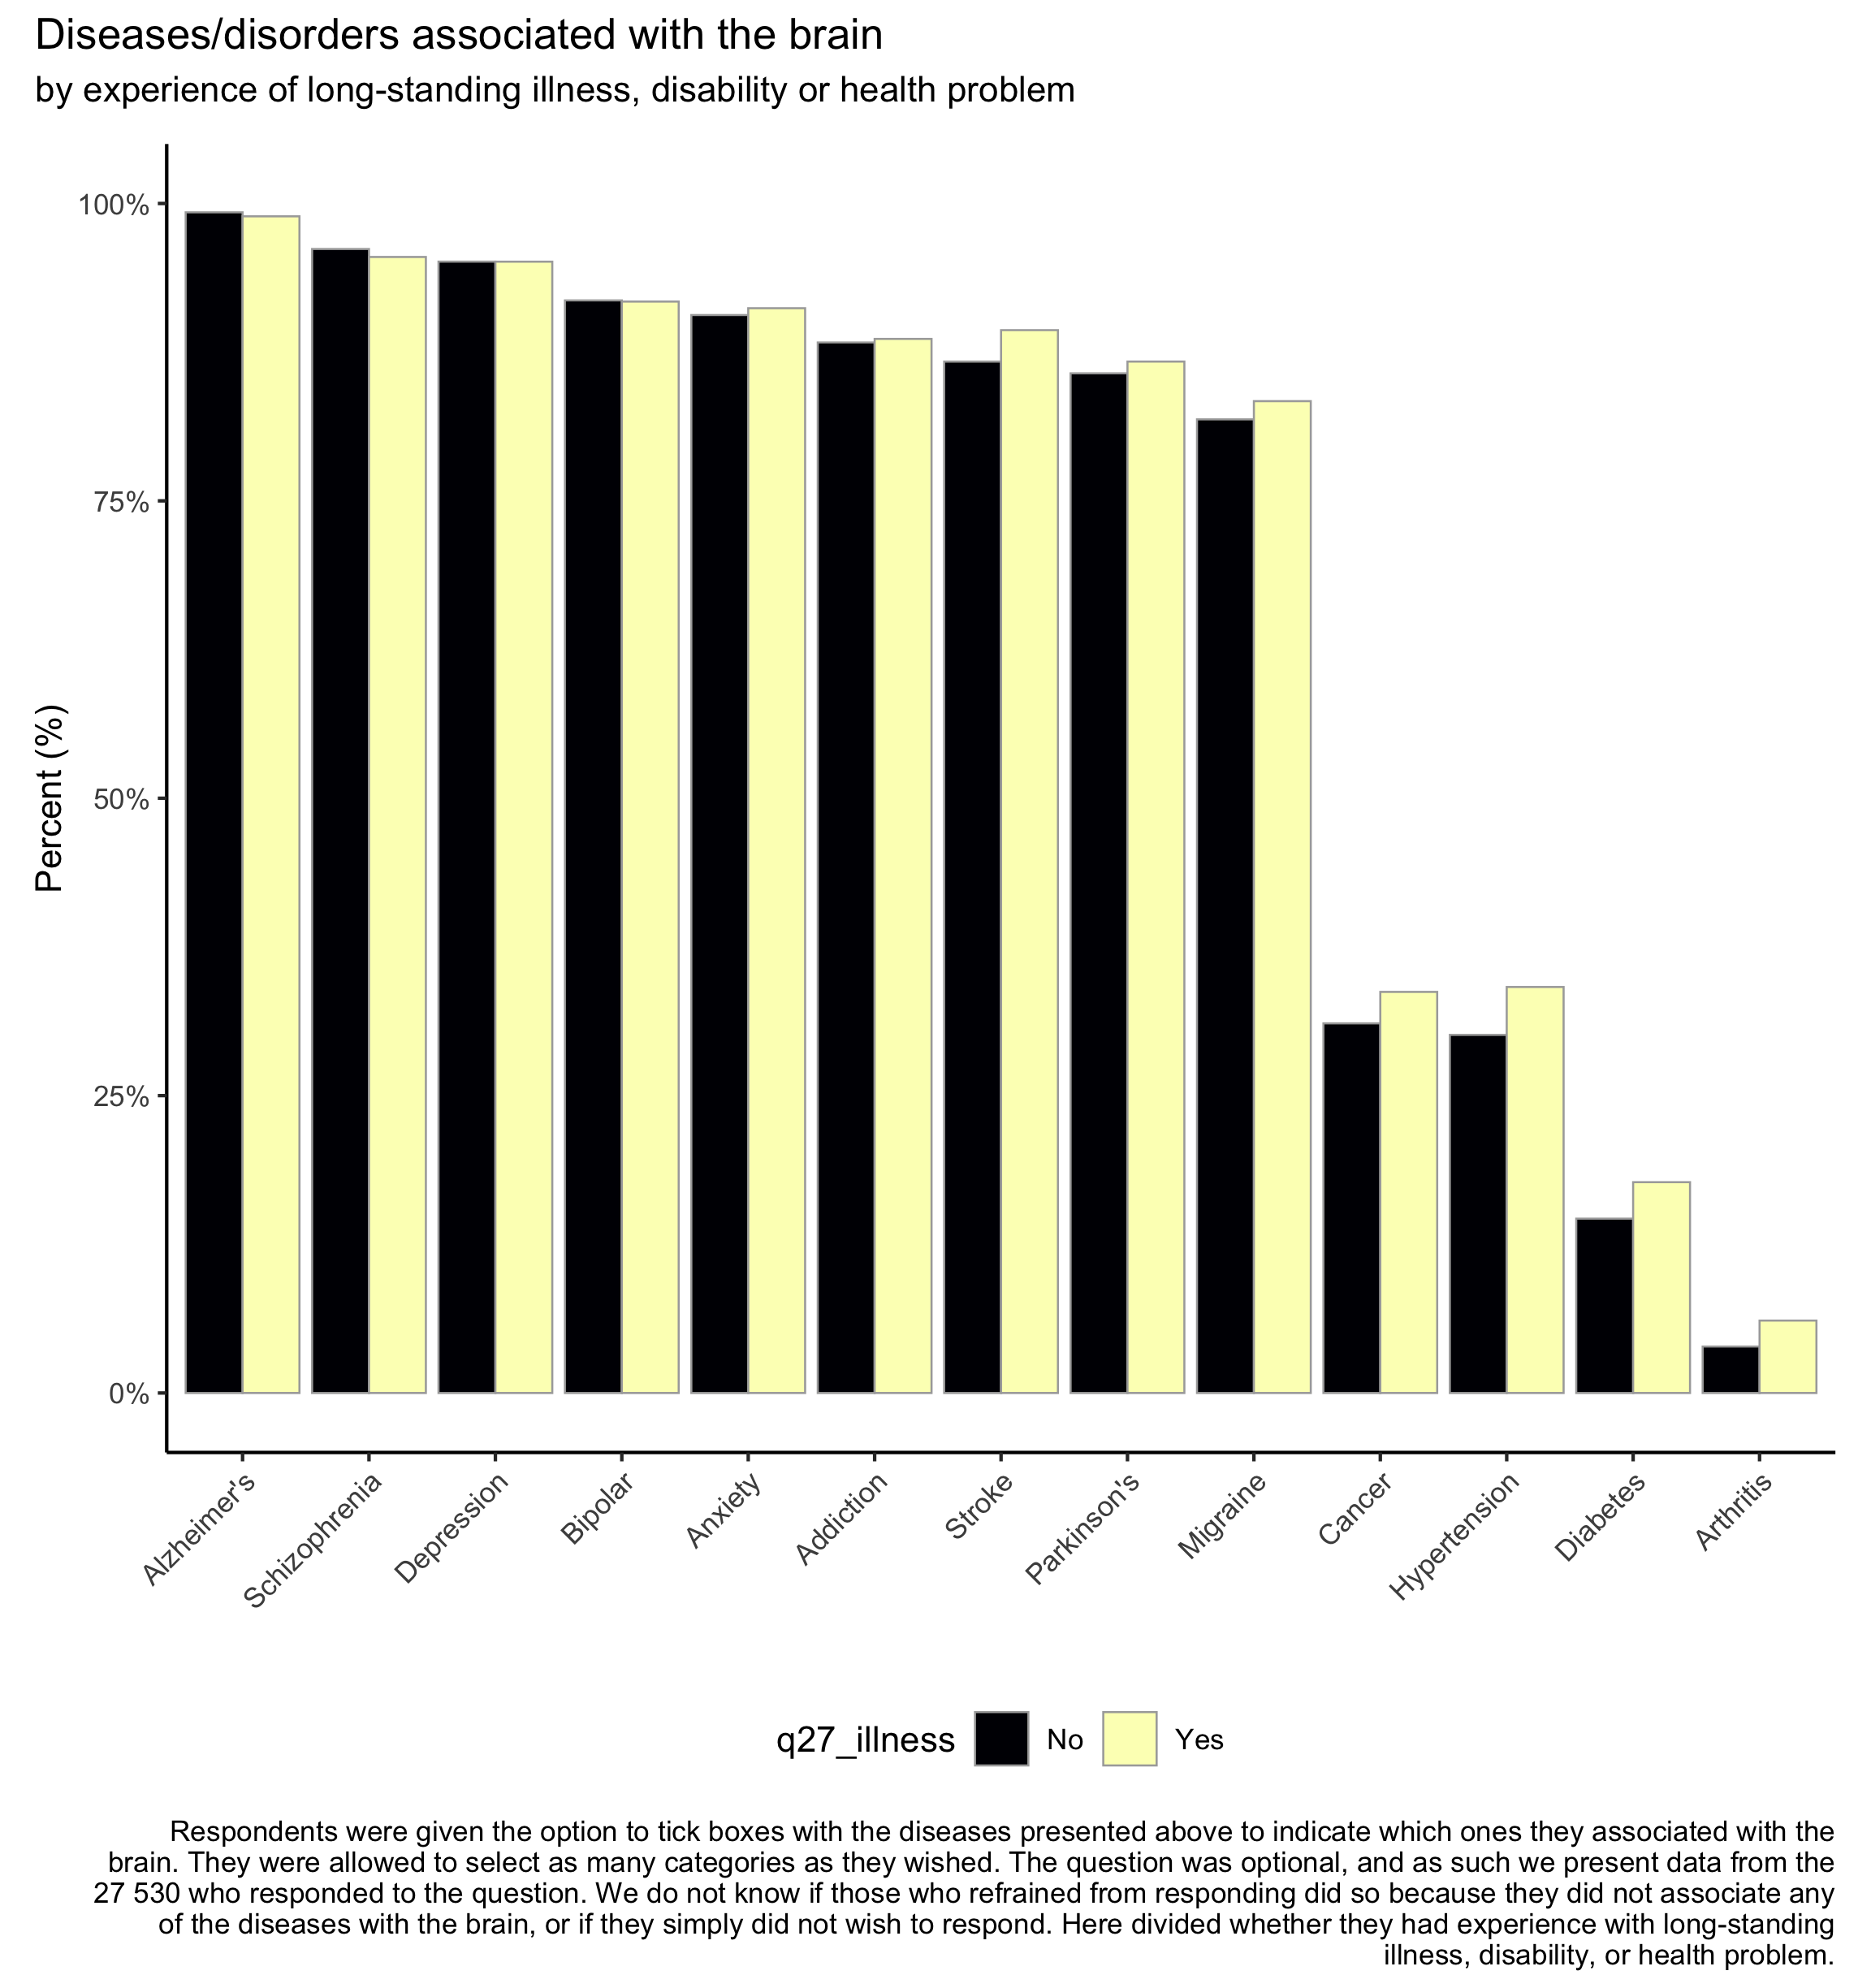 Diseases/disorders associated with the brain
by experience of long-standing illness, disability or health problem
Percent (%)
100%
75%
50%
25%
0%
Alzheimer's
Schizophrenia
Depression
Bipolar
Anxiety
Addiction
Stroke
Parkinson's
Migraine
Cancer
Hypertension
Diabetes
Arthritis
q27_illness No Yes
Respondents were given the option to tick boxes with the diseases presented above to indicate which ones they associated with the
brain. They were allowed to select as many categories as they wished. The question was optional, and as such we present data from the
27 530 who responded to the question. We do not know if those who refrained from responding did so because they did not associate any
of the diseases with the brain, or if they simply did not wish to respond. Here divided whether they had experience with long-standing
illness, disability, or health problem.